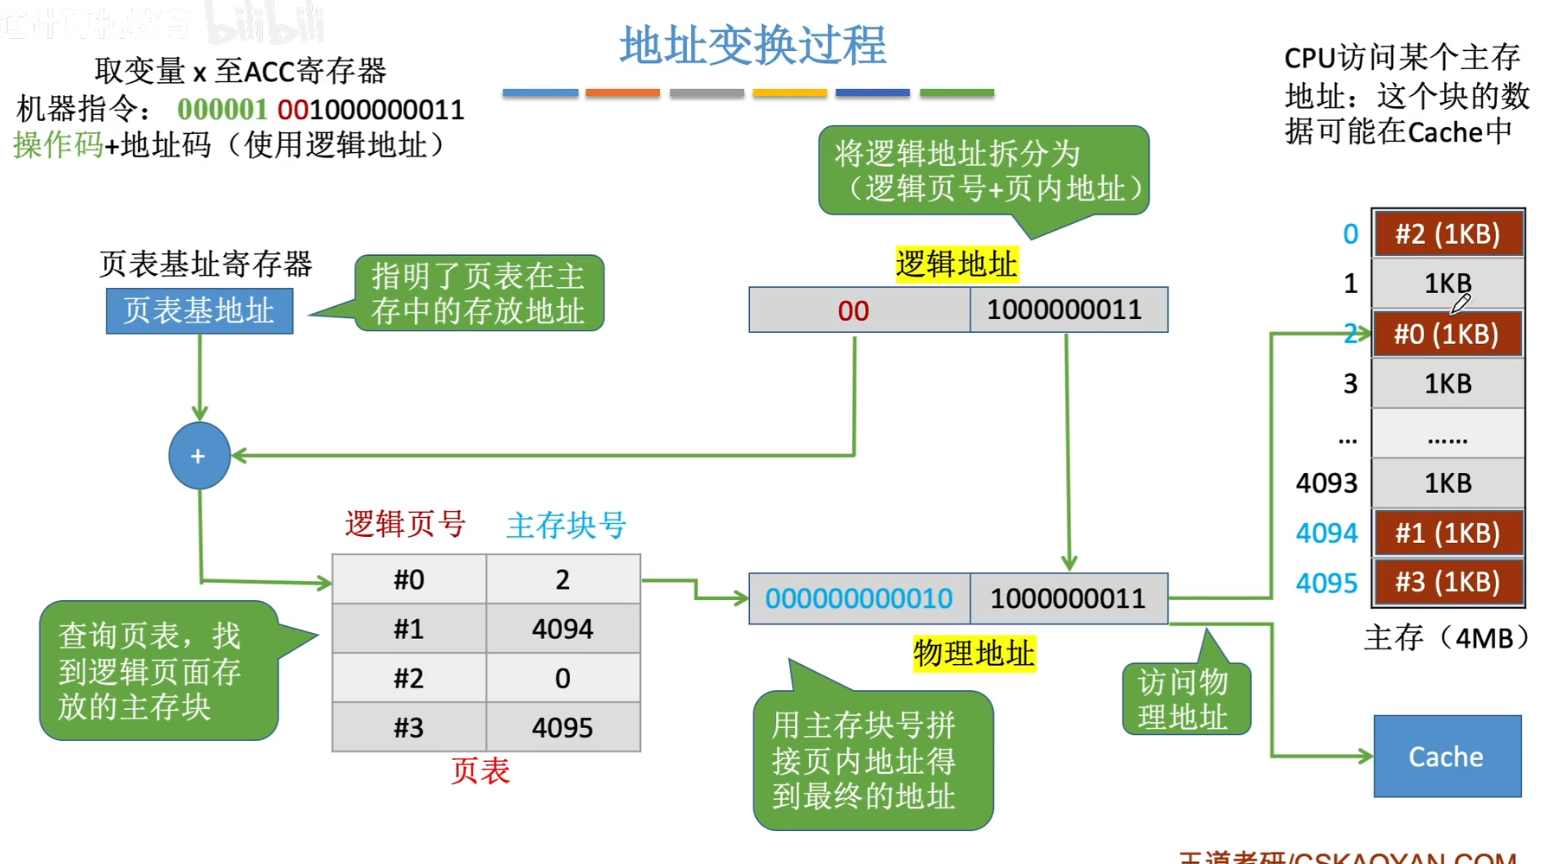 道计算机教育 bilibili
地址变换过程
取变量 x 至ACC寄存器
机器指令： 000001 001000000011
操作码+地址码（使用逻辑地址）
CPU访问某个主存
地址：这个块的数
据可能在Cache中
将逻辑地址拆分为
（逻辑页号+页内地址）
页表基址寄存器
页表基地址
指明了页表在主
存中的存放地址
逻辑地址
00 1000000011
+
逻辑页号 主存块号
#0 2
#1 4094
#2 0
#3 4095
页表
查询页表，找
到逻辑页面存
放的主存块
000000000010 1000000011
物理地址
用主存块号拼
接页内地址得
到最终的地址
访问物
理地址
0 #2 (1KB)
1 1KB
2 #0 (1KB)
3 1KB
... ......
4093 1KB
4094 #1 (1KB)
4095 #3 (1KB)
主存（4MB）
Cache
王道考研/CSKAOYAN.COM